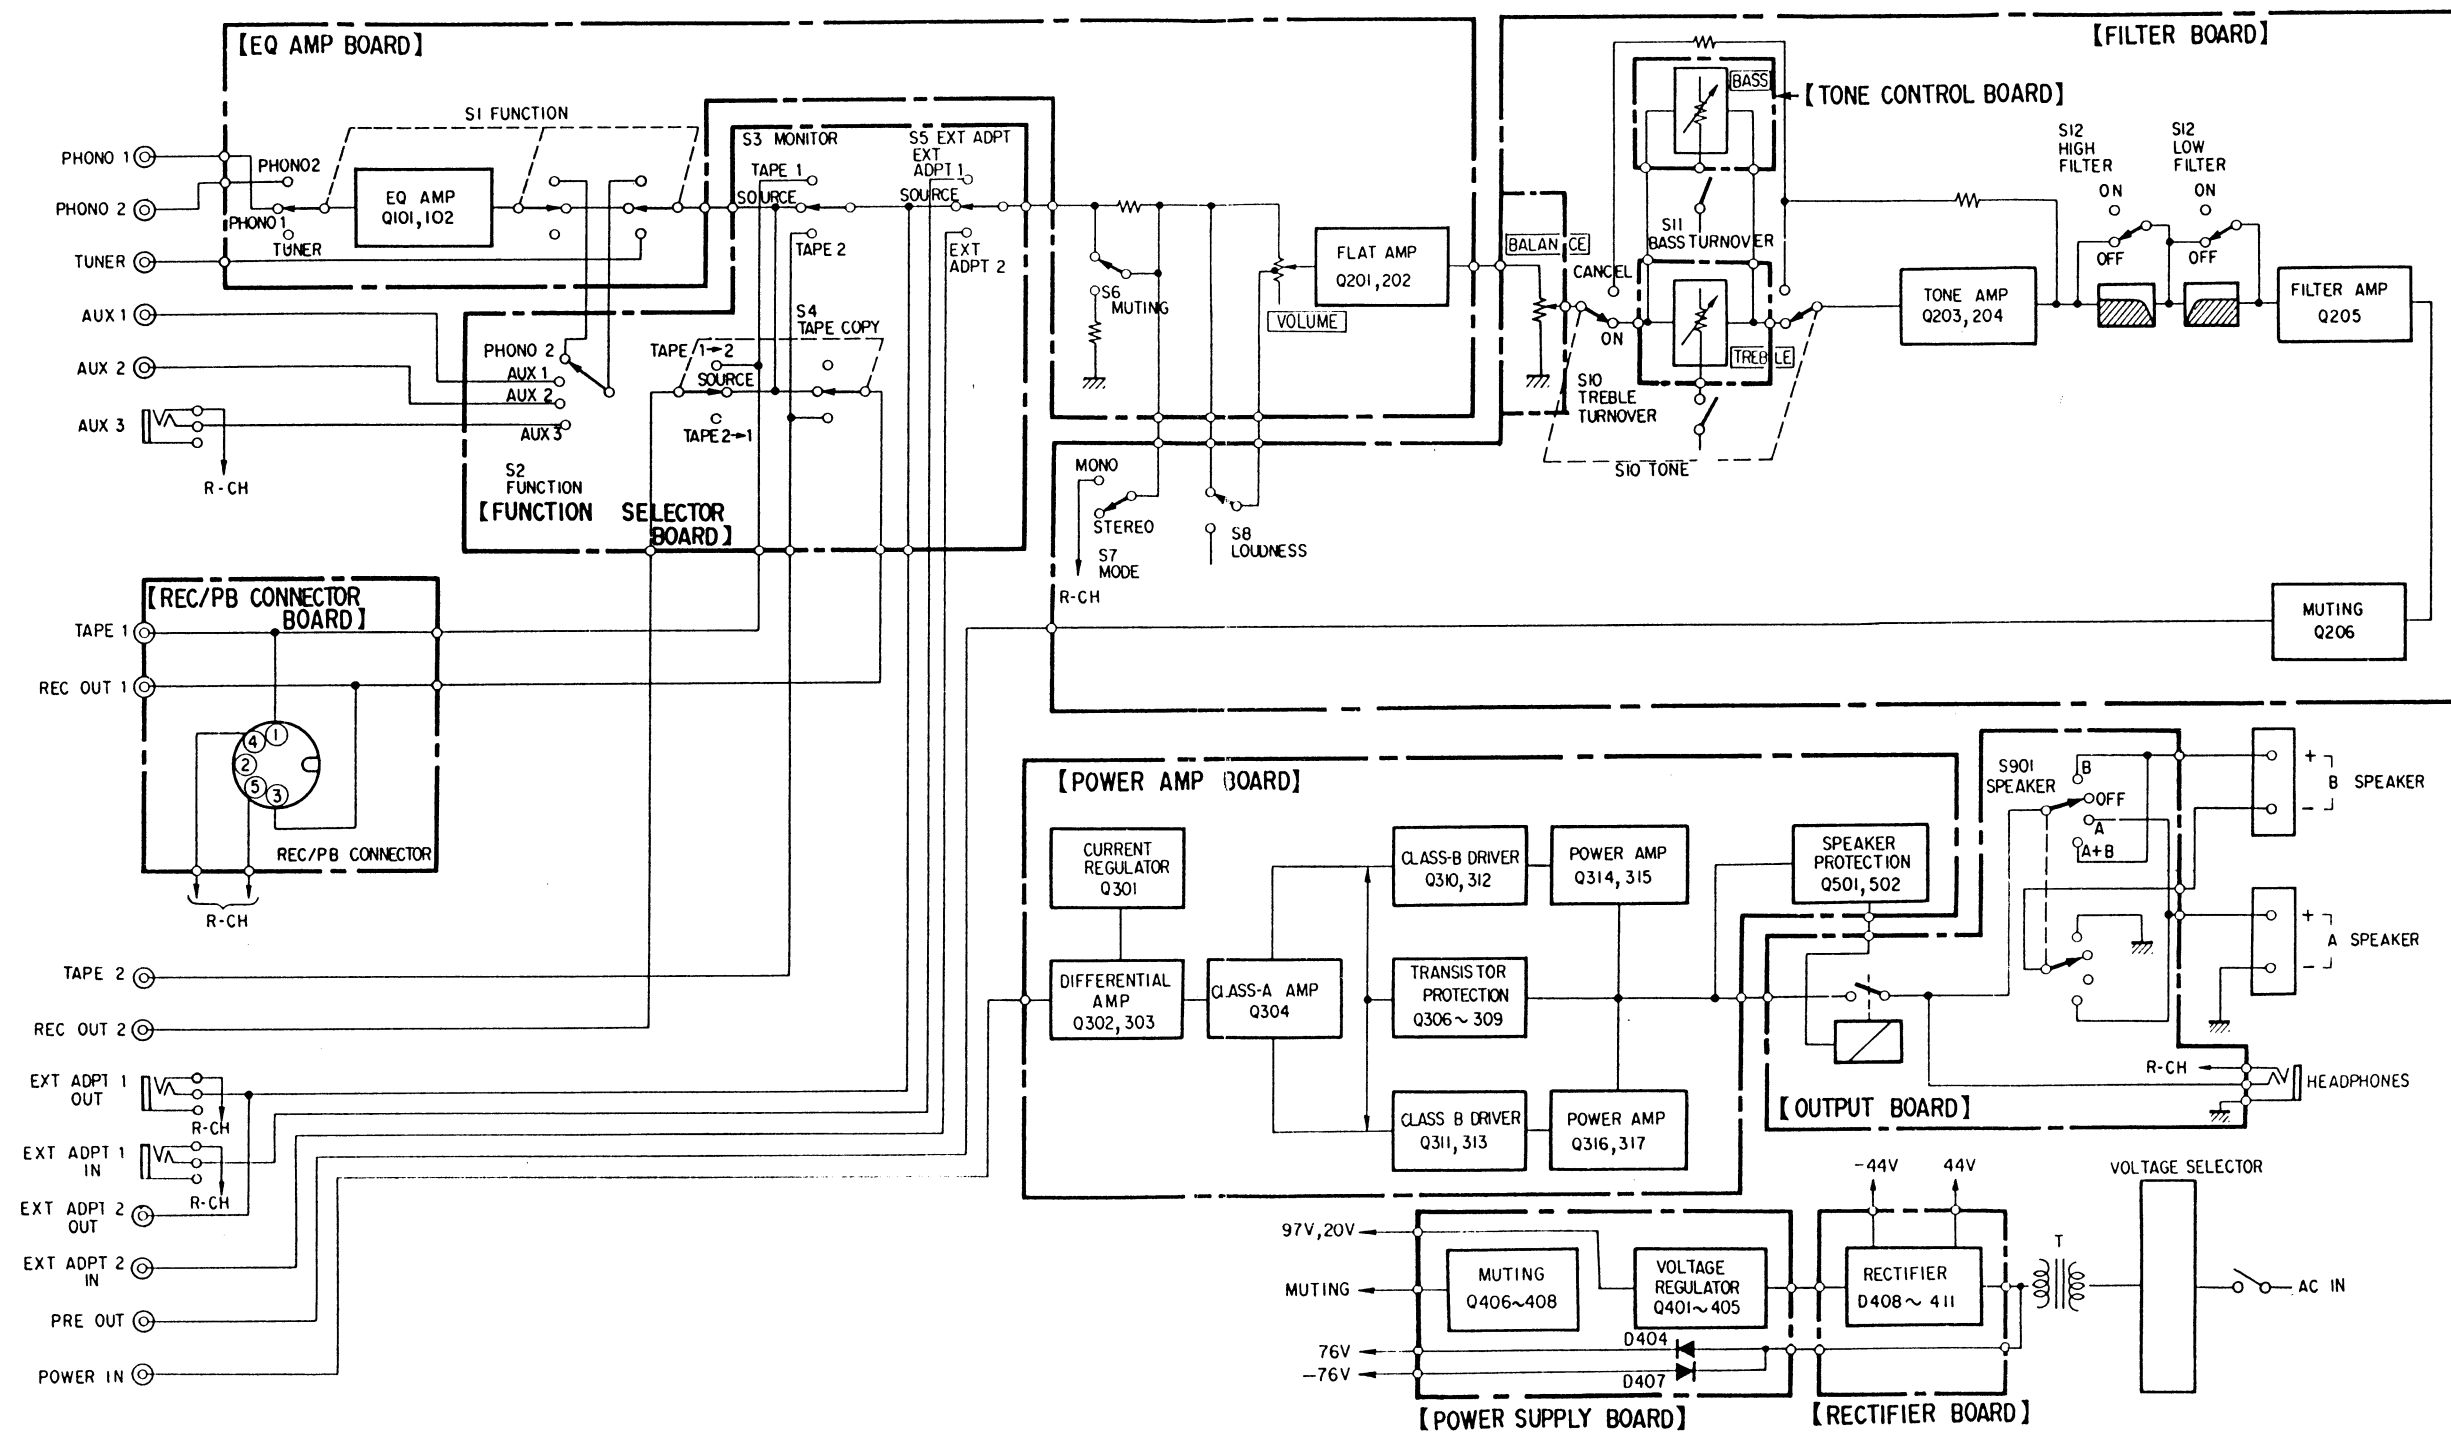 【EQ AMP BOARD】
S1 FUNCTION
PHONO 1
PHONO2
PHONO 2
PHONO 1
TUNER
TUNER
EQ AMP
Q101, 102
AUX 1
AUX 2
AUX 3
R-CH
S3 MONITOR
TAPE 1
SOURCE
TAPE 2
S5 EXT ADPT
EXT
ADPT 1
SOURCE
EXT
ADPT 2
S4
TAPE COPY
TAPE 1→2
SOURCE
TAPE 2→1
PHONO 2
AUX 1
AUX 2
AUX 3
S2
FUNCTION
【FUNCTION SELECTOR
BOARD】
S6
MUTING
VOLUME
FLAT AMP
Q201, 202
MONO
STEREO
S7
MODE
R-CH
S8
LOUDNESS
【FILTER BOARD】
BASS
【TONE CONTROL BOARD】
S11
BASS TURNOVER
BALANCE
CANCEL
ON
TREBLE
S10
TREBLE
TURNOVER
S10 TONE
TONE AMP
Q203, 204
S12
HIGH
FILTER
ON
OFF
S12
LOW
FILTER
ON
OFF
FILTER AMP
Q205
MUTING
Q206
【REC/PB CONNECTOR
BOARD】
TAPE 1
REC OUT 1
1
4
2
5
3
REC/PB CONNECTOR
R-CH
TAPE 2
REC OUT 2
EXT ADPT 1
OUT
R-CH
EXT ADPT 1
IN
R-CH
EXT ADPT 2
OUT
EXT ADPT 2
IN
PRE OUT
POWER IN
【POWER AMP BOARD】
CURRENT
REGULATOR
Q301
DIFFERENTIAL
AMP
Q302, 303
CLASS-A AMP
Q304
CLASS-B DRIVER
Q310, 312
POWER AMP
Q314, 315
TRANSISTOR
PROTECTION
Q306～309
CLASS B DRIVER
Q311, 313
POWER AMP
Q316, 317
SPEAKER
PROTECTION
Q501, 502
S901
SPEAKER
B
OFF
A
A+B
+
B SPEAKER
−
+
A SPEAKER
−
R-CH
HEADPHONES
【OUTPUT BOARD】
97V, 20V
MUTING
76V
−76V
MUTING
Q406～408
VOLTAGE
REGULATOR
Q401～405
D404
D407
【POWER SUPPLY BOARD】
-44V
44V
RECTIFIER
D408～411
【RECTIFIER BOARD】
T
VOLTAGE SELECTOR
AC IN